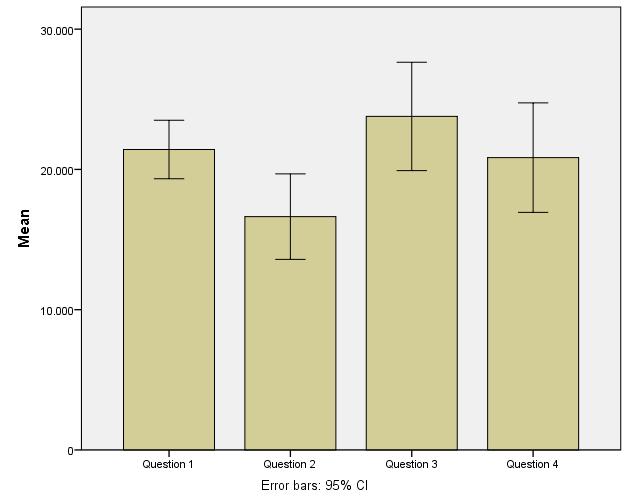 30.000
20.000
10.000
0
Mean
Question 1
Question 2
Question 3
Question 4
Error bars: 95% CI